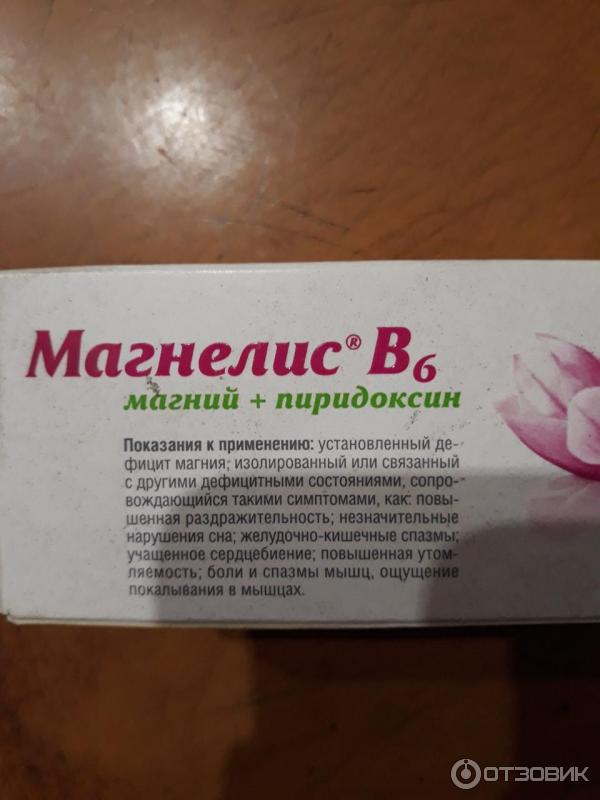 Магнелис® B6
магний + пиридоксин
Показания к применению: установленный де-
фицит магния; изолированный или связанный
с другими дефицитными состояниями, сопро-
вождающийся такими симптомами, как: повы-
шенная раздражительность; незначительные
нарушения сна; желудочно-кишечные спазмы;
учащенное сердцебиение; повышенная утом-
ляемость; боли и спазмы мышц, ощущение
покалывания в мышцах.
ОТЗОВИК